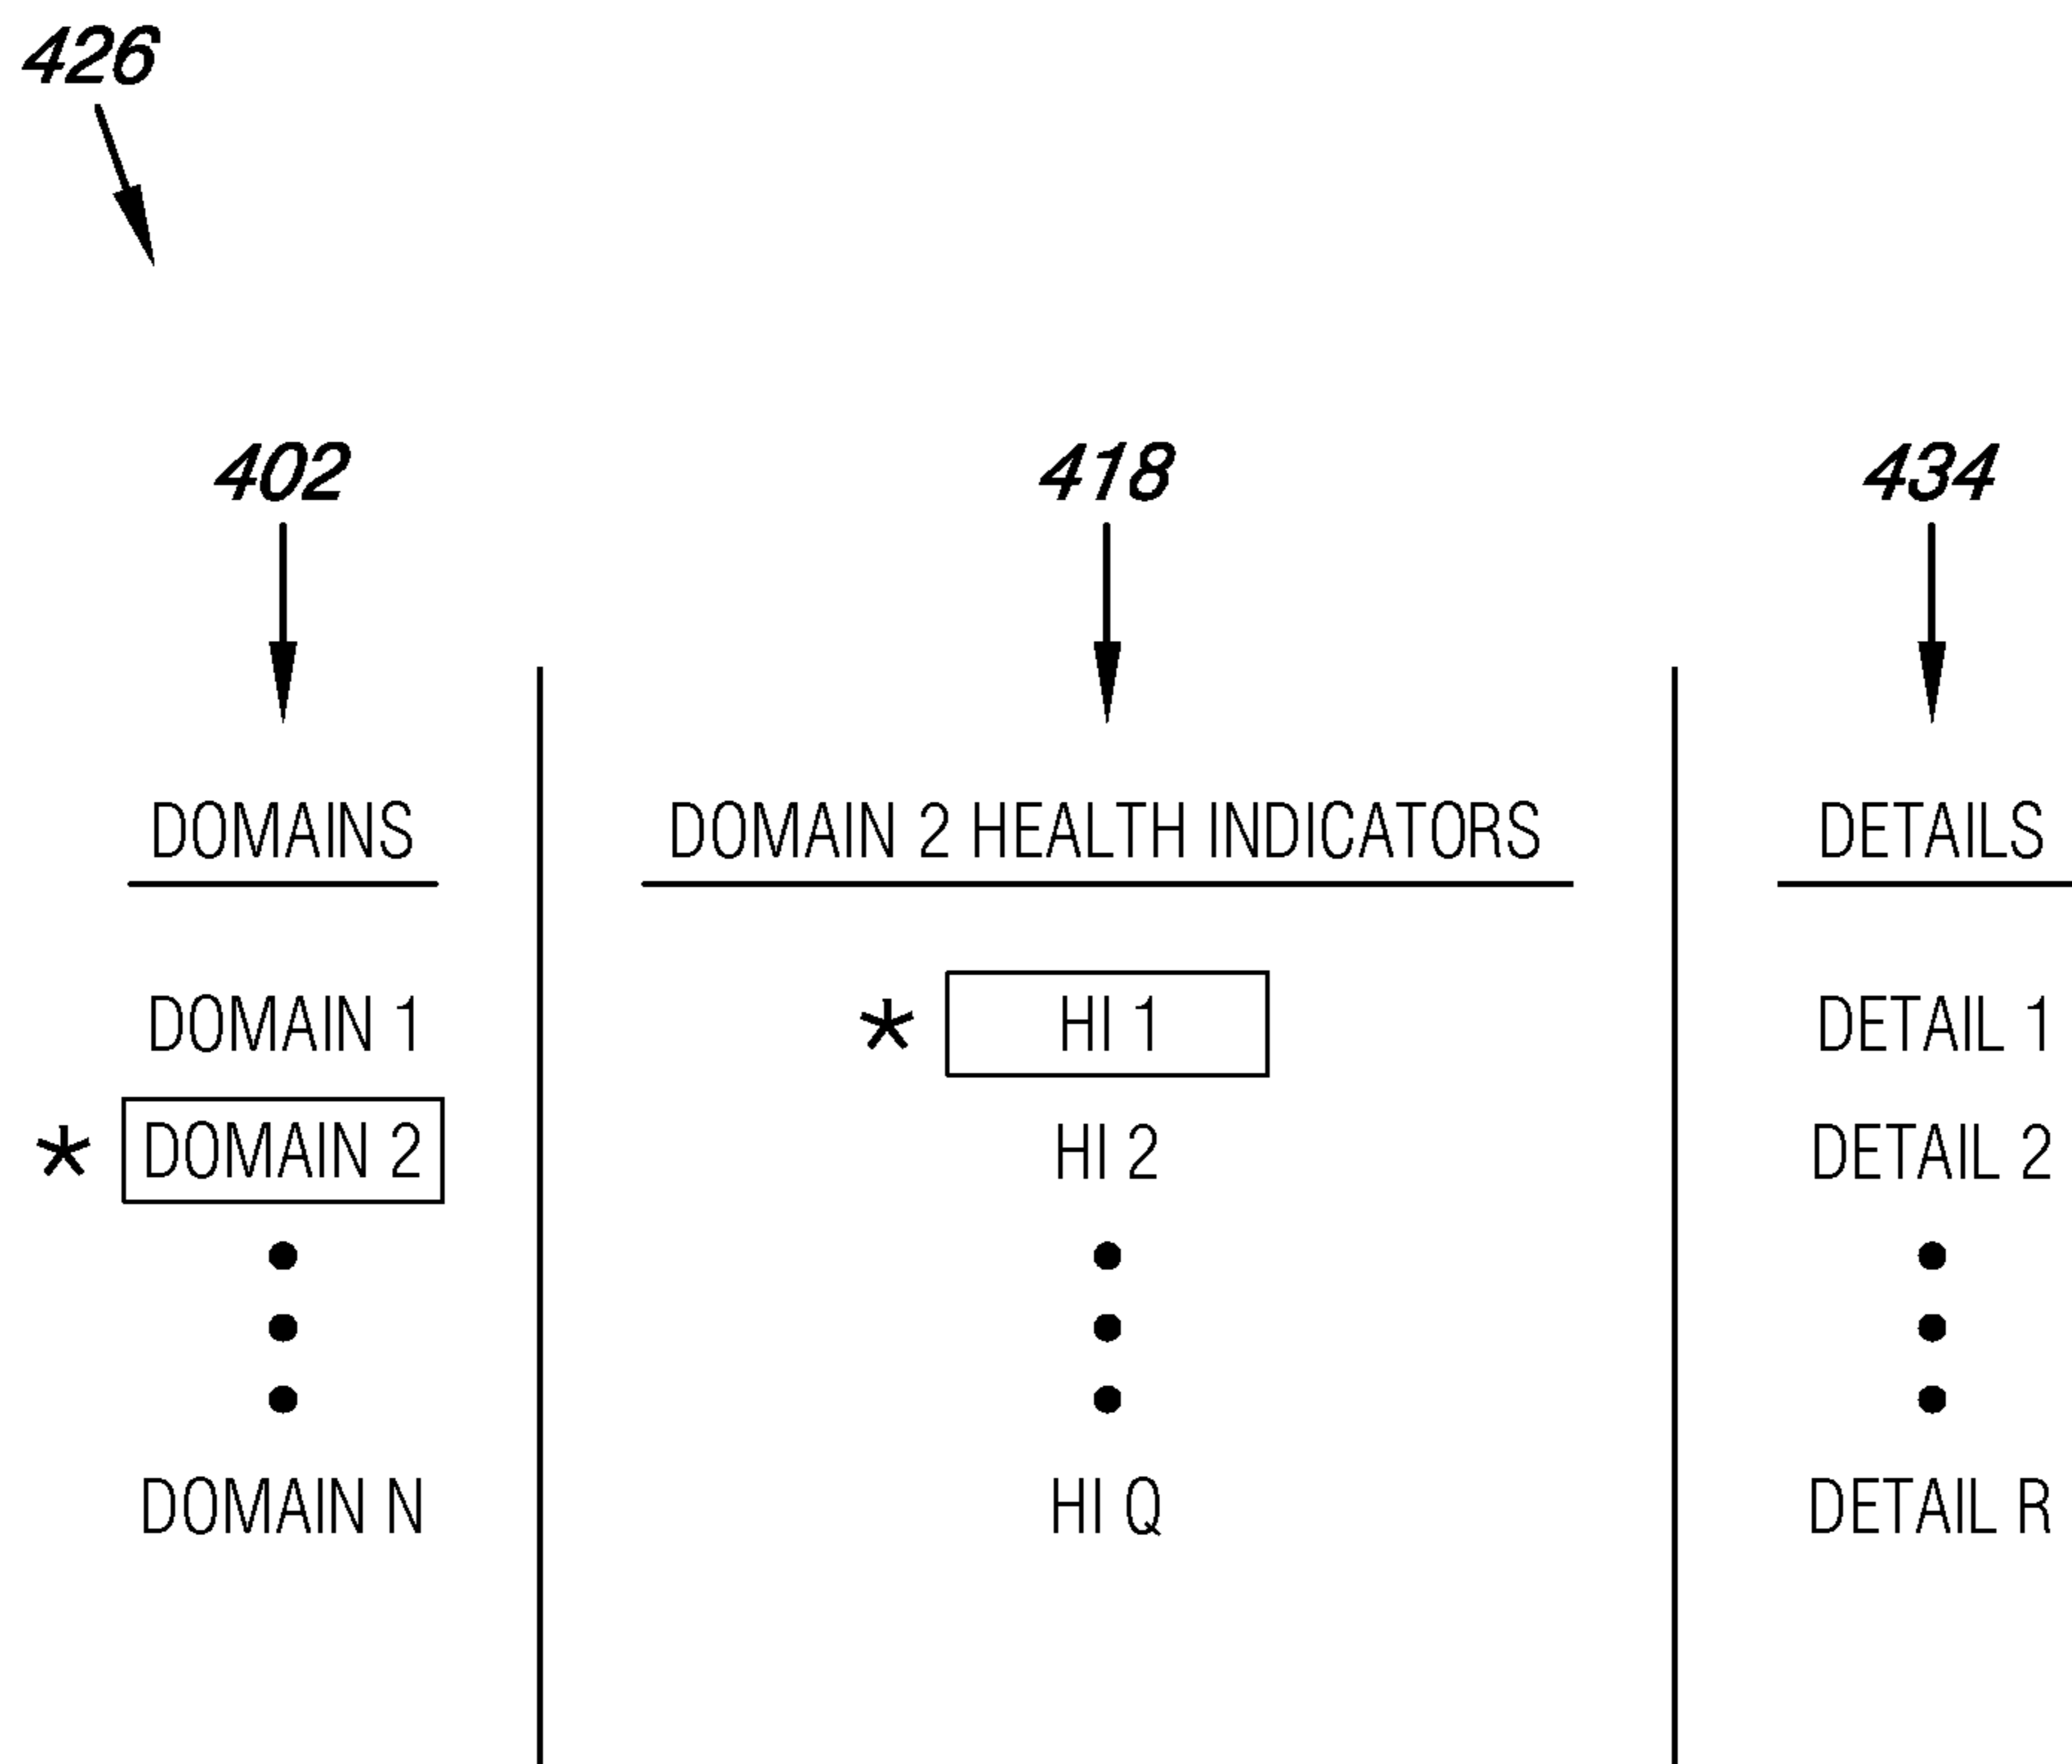 426
402 418 434
DOMAINS DOMAIN 2 HEALTH INDICATORS DETAILS
DOMAIN 1 * HI 1 DETAIL 1
* DOMAIN 2 HI 2 DETAIL 2
DOMAIN N HI Q DETAIL R